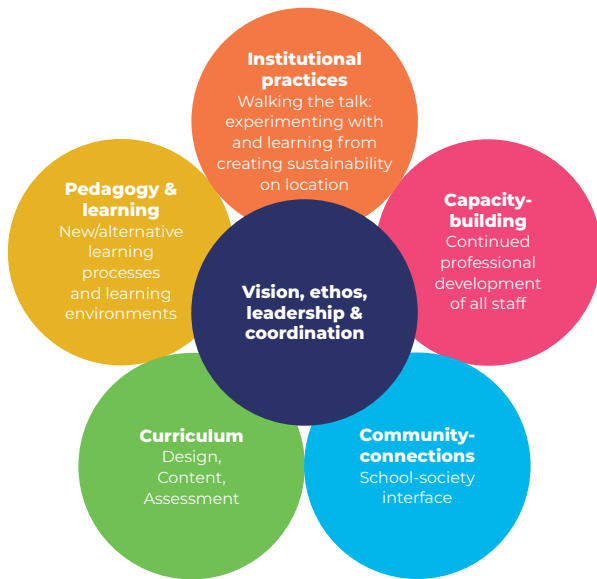 Institutional
practices
Walking the talk:
experimenting with
and learning from
creating sustainability
on location
Pedagogy &
learning
New/alternative
learning
processes
and learning
environments
Capacity-
building
Continued
professional
development
of all staff
Vision, ethos,
leadership &
coordination
Curriculum
Design,
Content,
Assessment
Community-
connections
School-society
interface